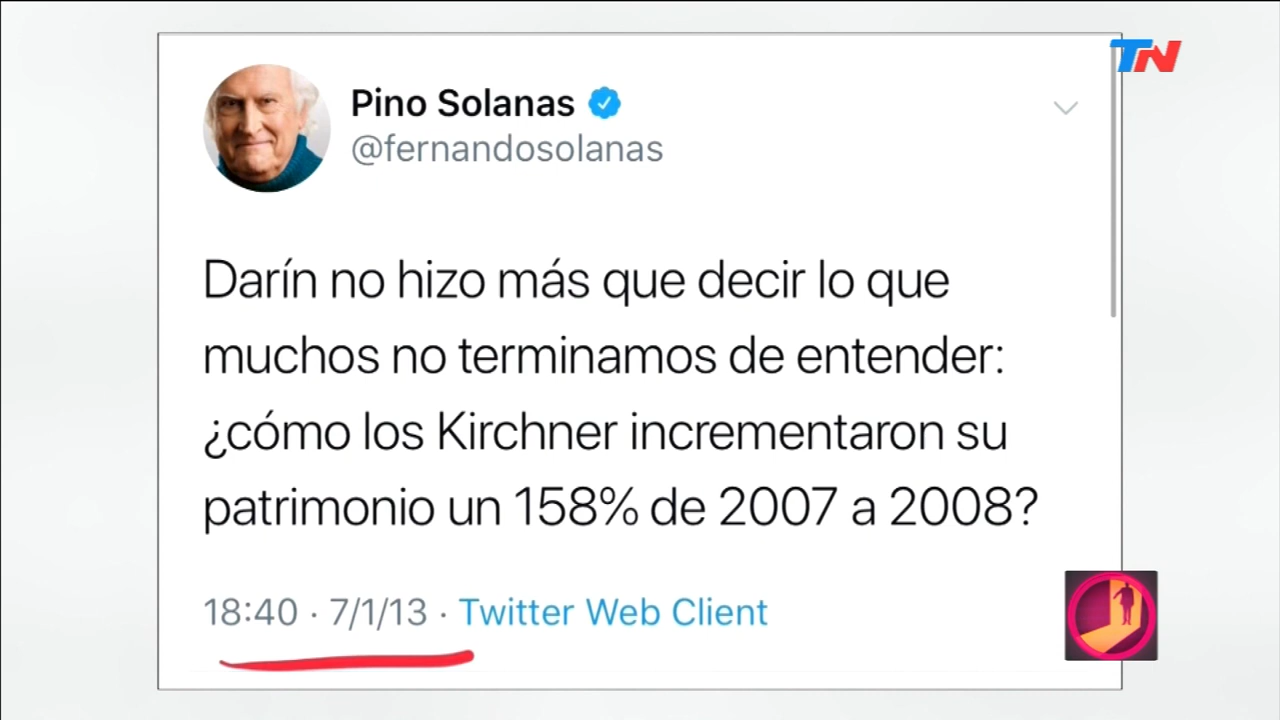 TN
Pino Solanas
@fernandosolanas
Darín no hizo más que decir lo que
muchos no terminamos de entender:
¿cómo los Kirchner incrementaron su
patrimonio un 158% de 2007 a 2008?
18:40 · 7/1/13 · Twitter Web Client